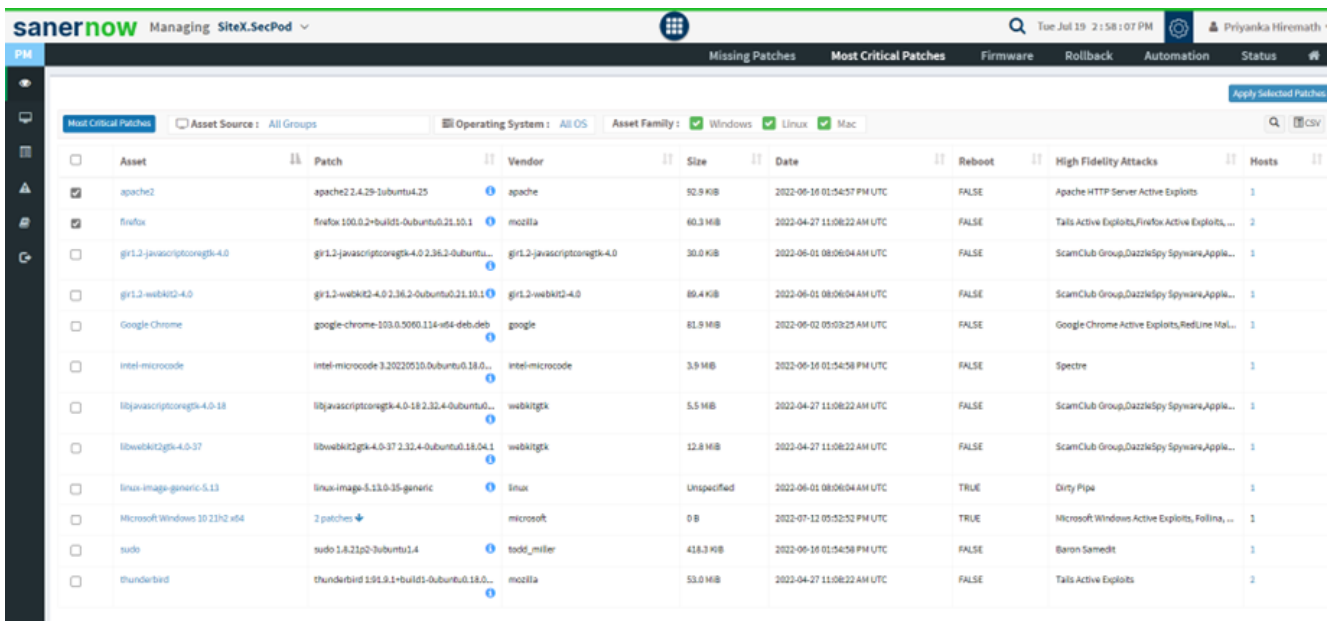 sanernow Managing SiteX.SecPod Tue Jul 19 2:58:07 PM Priyanka Hiremath
PM Missing Patches Most Critical Patches Firmware Rollback Automation Status
Apply Selected Patches
Most Critical Patches Asset Source : All Groups Operating System : All OS Asset Family : Windows Linux Mac CSV
Asset Patch Vendor Size Date Reboot High Fidelity Attacks Hosts
apache2 apache2 2.4.29-1ubuntu4.25 apache 92.9 KiB 2022-06-16 01:54:57 PM UTC FALSE Apache HTTP Server Active Exploits 1
firefox firefox 100.0.2+build1-0ubuntu0.21.10.1 mozilla 60.3 MiB 2022-04-27 11:08:22 AM UTC FALSE Tails Active Exploits,Firefox Active Exploits, ... 2
gir1.2-javascriptcoregtk-4.0 gir1.2-javascriptcoregtk-4.0 2.36.2-0ubuntu... gir1.2-javascriptcoregtk-4.0 30.0 KiB 2022-06-01 08:06:04 AM UTC FALSE ScamClub Group,DazzleSpy Spyware,Apple... 1
gir1.2-webkit2-4.0 gir1.2-webkit2-4.0 2.36.2-0ubuntu0.21.10.1 gir1.2-webkit2-4.0 89.4 KiB 2022-06-01 08:06:04 AM UTC FALSE ScamClub Group,DazzleSpy Spyware,Apple... 1
Google Chrome google-chrome-103.0.5060.114-x64-deb.deb google 81.9 MiB 2022-06-02 05:03:25 AM UTC FALSE Google Chrome Active Exploits,RedLine Mal... 1
intel-microcode intel-microcode 3.20220510.0ubuntu0.18.0... intel-microcode 3.9 MiB 2022-06-16 01:54:58 PM UTC FALSE Spectre 1
libjavascriptcoregtk-4.0-18 libjavascriptcoregtk-4.0-18 2.32.4-0ubuntu0... webkitgtk 5.5 MiB 2022-04-27 11:08:22 AM UTC FALSE ScamClub Group,DazzleSpy Spyware,Apple... 1
libwebkit2gtk-4.0-37 libwebkit2gtk-4.0-37 2.32.4-0ubuntu0.18.04.1 webkitgtk 12.8 MiB 2022-04-27 11:08:22 AM UTC FALSE ScamClub Group,DazzleSpy Spyware,Apple... 1
linux-image-generic-5.13 linux-image-5.13.0-35-generic linux Unspecified 2022-06-01 08:06:04 AM UTC TRUE Dirty Pipe 1
Microsoft Windows 10 21h2 x64 2 patches microsoft 0 B 2022-07-12 05:52:52 PM UTC TRUE Microsoft Windows Active Exploits, Follina, ... 1
sudo sudo 1.8.21p2-3ubuntu1.4 todd_miller 418.3 KiB 2022-06-16 01:54:58 PM UTC FALSE Baron Samedit 1
thunderbird thunderbird 1:91.9.1+build1-0ubuntu0.18.0... mozilla 53.0 MiB 2022-04-27 11:08:22 AM UTC FALSE Tails Active Exploits 2